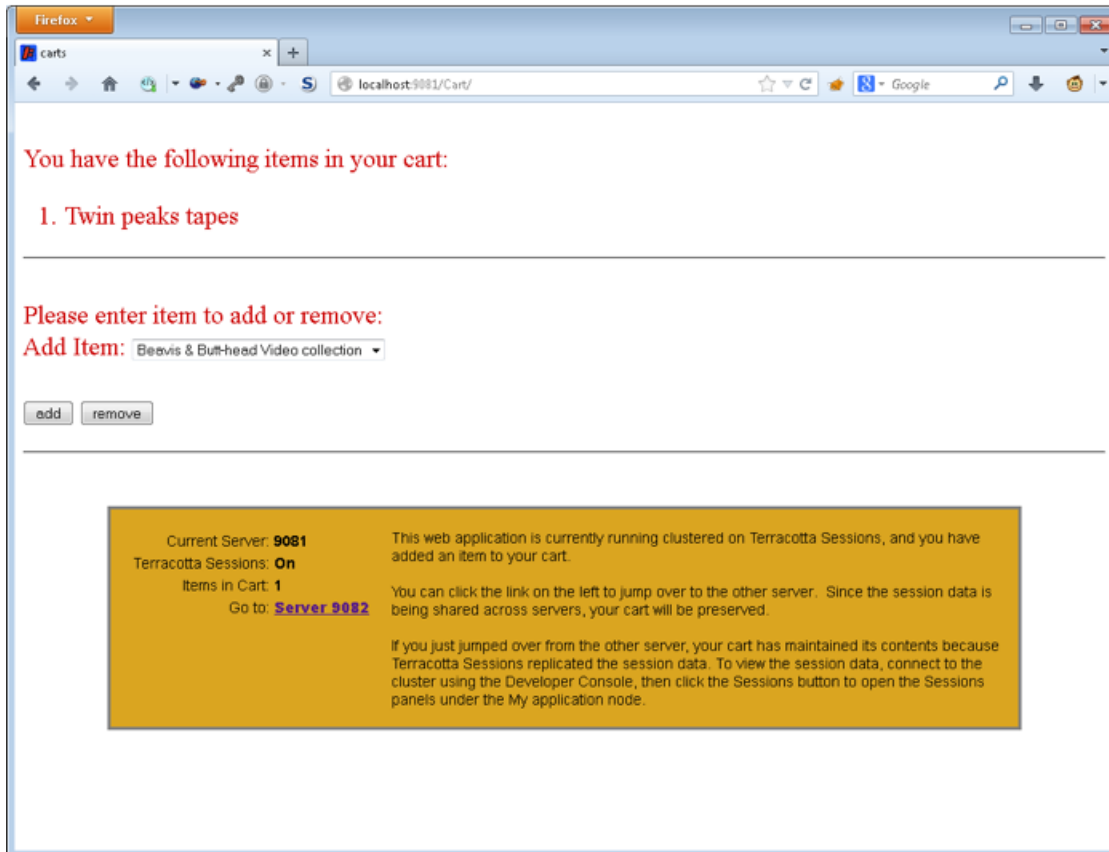 Firefox
carts
localhost:9081/Cart/
Google
You have the following items in your cart:
1. Twin peaks tapes
Please enter item to add or remove:
Add Item: Beavis & Butt-head Video collection
add remove
Current Server: 9081
Terracotta Sessions: On
Items in Cart: 1
Go to: Server 9082
This web application is currently running clustered on Terracotta Sessions, and you have
added an item to your cart.
You can click the link on the left to jump over to the other server. Since the session data is
being shared across servers, your cart will be preserved.
If you just jumped over from the other server, your cart has maintained its contents because
Terracotta Sessions replicated the session data. To view the session data, connect to the
cluster using the Developer Console, then click the Sessions button to open the Sessions
panels under the My application node.